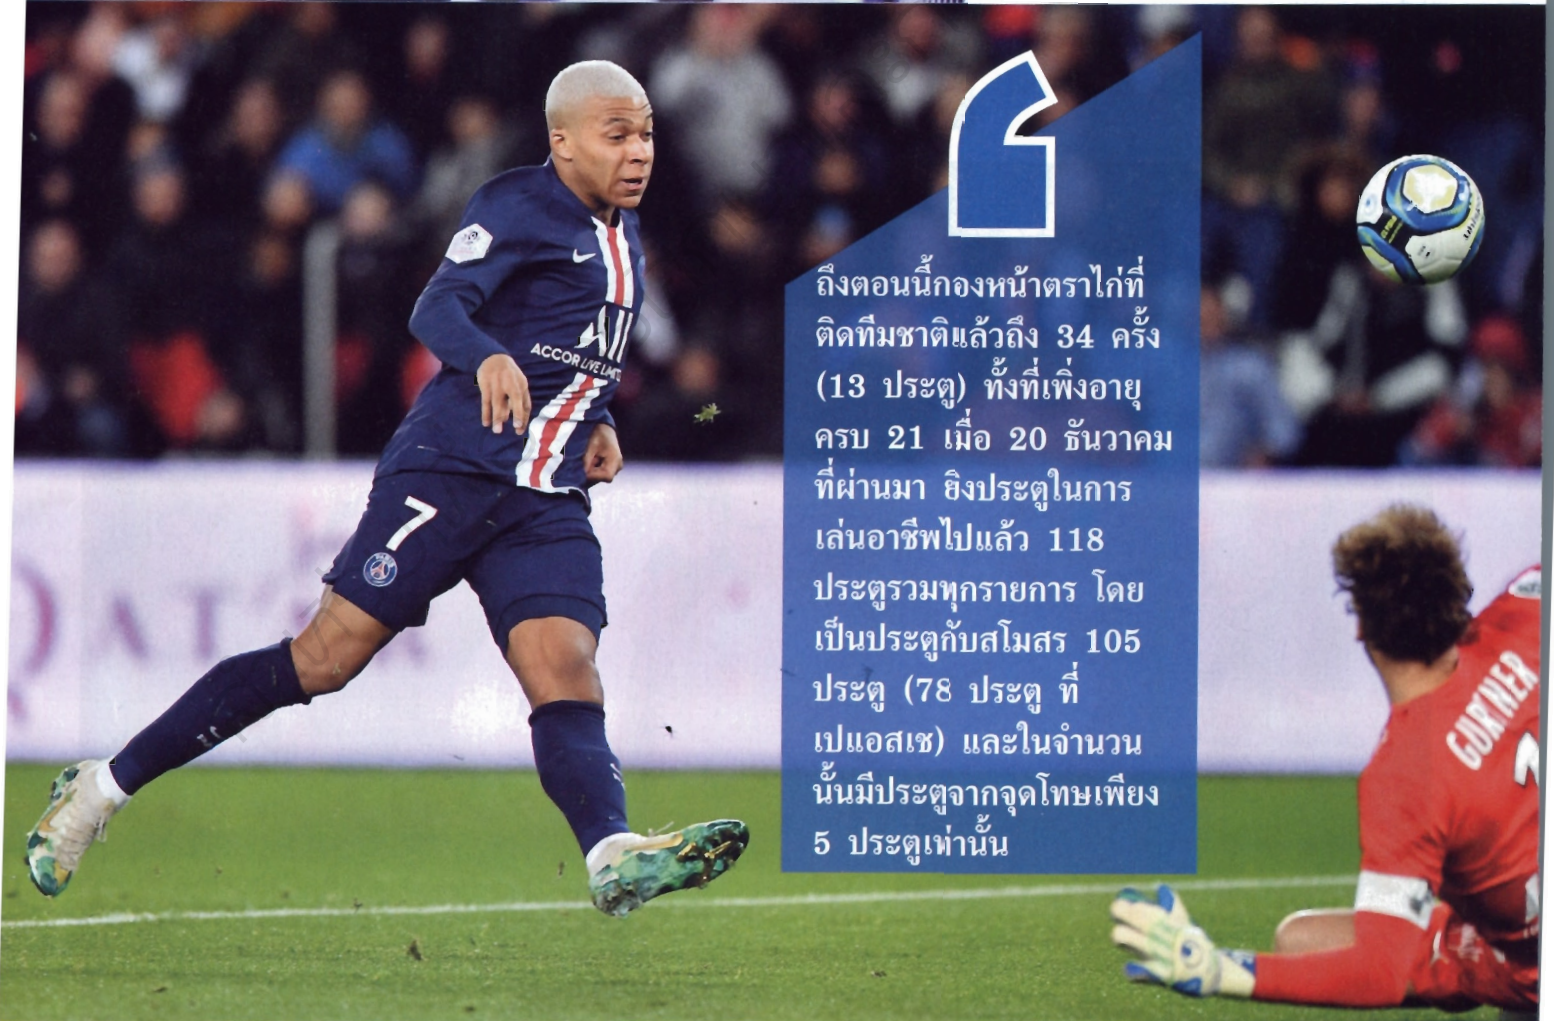 ถึงตอนนี้กองหน้าตราไก่ที่
ติดทีมชาติแล้วถึง 34 ครั้ง
(13 ประตู) ทั้งที่เพิ่งอายุ
ครบ 21 เมื่อ 20 ธันวาคม
ที่ผ่านมา ยิงประตูในการ
เล่นอาชีพไปแล้ว 118
ประตูรวมทุกรายการ โดย
เป็นประตูกับสโมสร 105
ประตู (78 ประตู ที่
เปแอสเช) และในจำนวน
นั้นมีประตูจากจุดโทษเพียง
5 ประตูเท่านั้น
ALL
ACCOR LIVE LIMIT
7
PARIS
QATAR
GURTNER